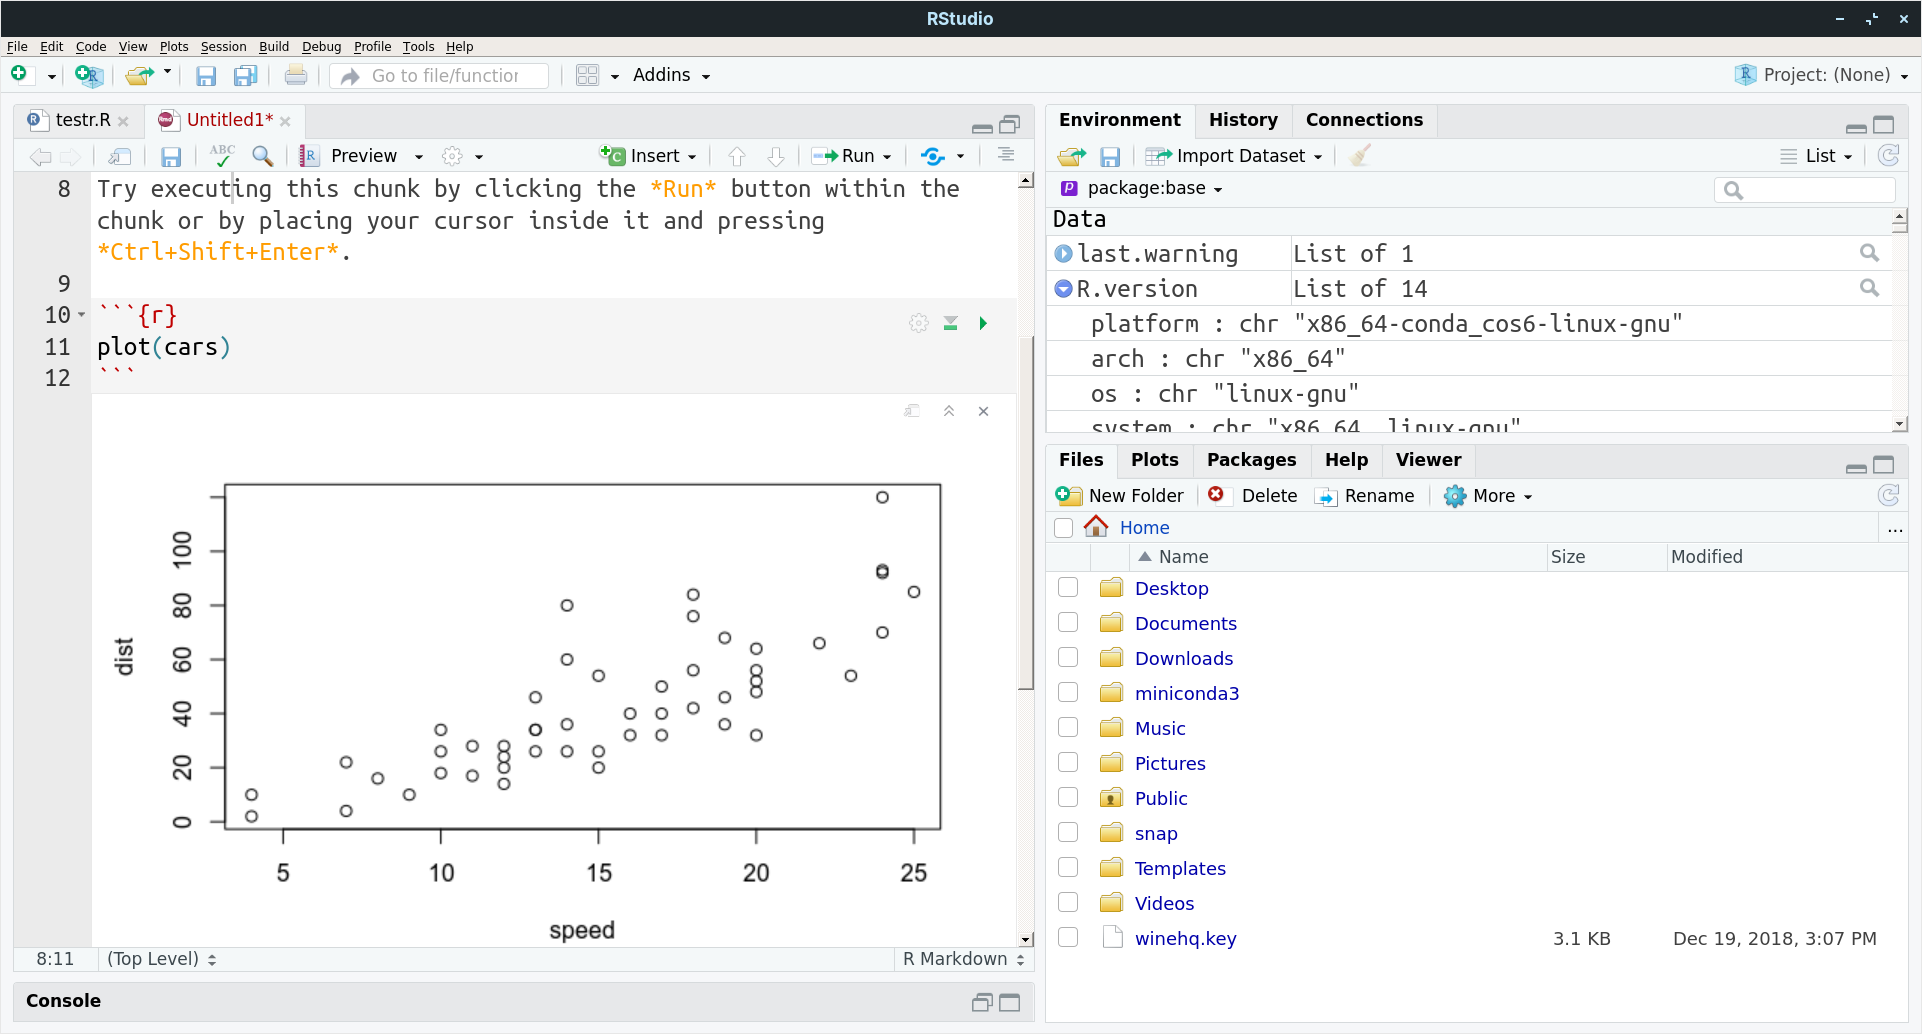 RStudio
File Edit Code View Plots Session Build Debug Profile Tools Help
Go to file/function Addins Project: (None)
testr.R Untitled1*
ABC Preview Insert Run
8 Try executing this chunk by clicking the *Run* button within the
chunk or by placing your cursor inside it and pressing
*Ctrl+Shift+Enter*.
9
10 ```{r}
11 plot(cars)
12 ```
100
80
60
40
20
0
dist
5 10 15 20 25
speed
8:11 (Top Level) R Markdown
Console
Environment History Connections
Import Dataset List
package:base
Data
last.warning List of 1
R.version List of 14
platform : chr "x86_64-conda_cos6-linux-gnu"
arch : chr "x86_64"
os : chr "linux-gnu"
system : chr "x86_64, linux-gnu"
Files Plots Packages Help Viewer
New Folder Delete Rename More
Home ...
Name Size Modified
Desktop
Documents
Downloads
miniconda3
Music
Pictures
Public
snap
Templates
Videos
winehq.key 3.1 KB Dec 19, 2018, 3:07 PM